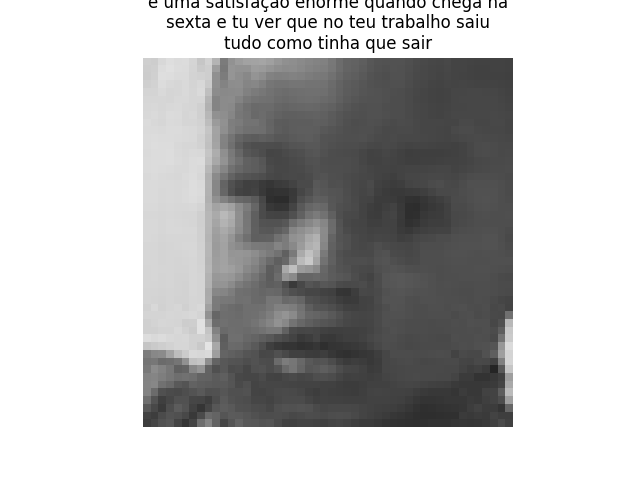 é uma satisfação enorme quando chega na
sexta e tu ver que no teu trabalho saiu
tudo como tinha que sair